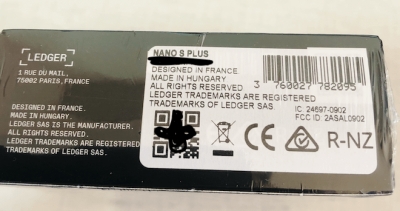 LEDGER
1 RUE DU MAIL,
75002 PARIS, FRANCE
DESIGNED IN FRANCE.
MADE IN HUNGARY.
LEDGER SAS IS THE MANUFACTURER.
ALL RIGHTS RESERVED.
LEDGER TRADEMARKS ARE REGISTERED
TRADEMARKS OF LEDGER SAS.
NANO S PLUS
DESIGNED IN FRANCE
MADE IN HUNGARY
ALL RIGHTS RESERVED
LEDGER TRADEMARKS ARE REGISTERED
TRADEMARKS OF LEDGER SAS.
3 760027 782095
IC: 24697-0902
FCC ID: 2ASAL0902
CE
R-NZ